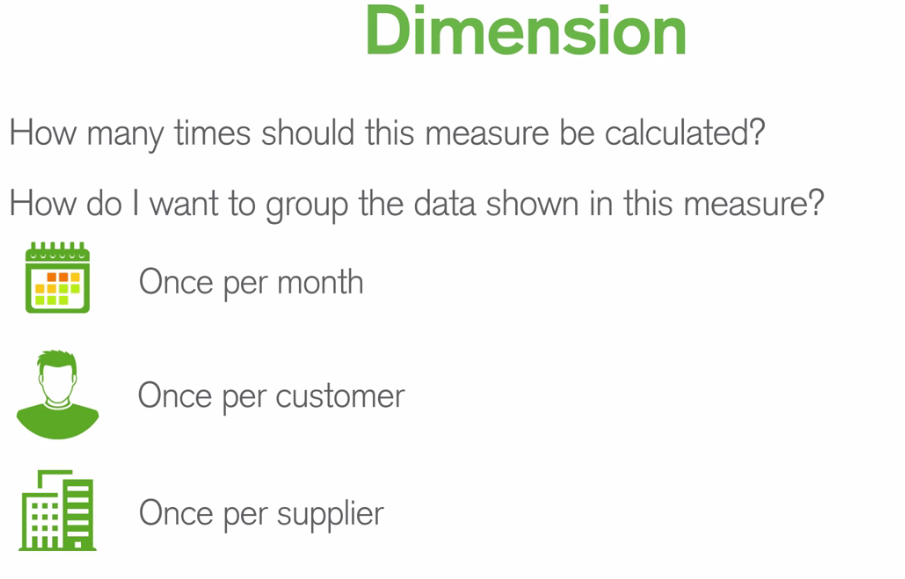 Dimension
How many times should this measure be calculated?
How do I want to group the data shown in this measure?
Once per month
Once per customer
Once per supplier